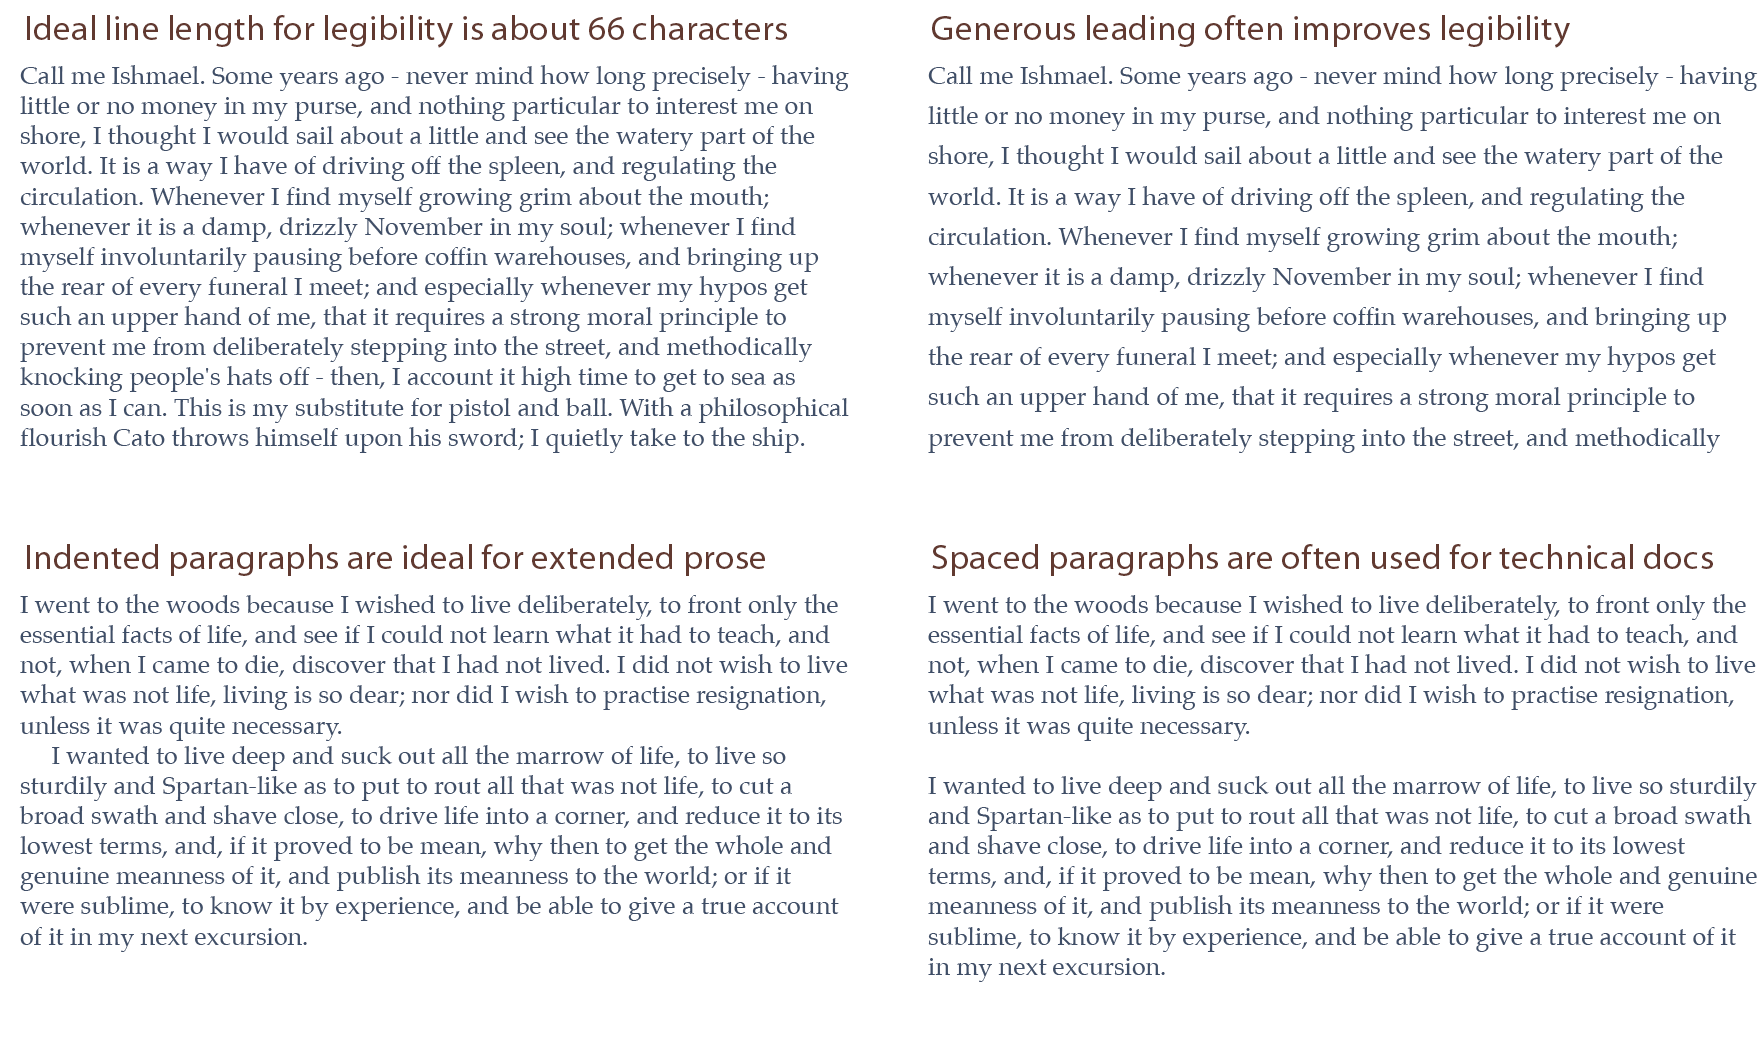 Ideal line length for legibility is about 66 characters
Call me Ishmael. Some years ago - never mind how long precisely - having
little or no money in my purse, and nothing particular to interest me on
shore, I thought I would sail about a little and see the watery part of the
world. It is a way I have of driving off the spleen, and regulating the
circulation. Whenever I find myself growing grim about the mouth;
whenever it is a damp, drizzly November in my soul; whenever I find
myself involuntarily pausing before coffin warehouses, and bringing up
the rear of every funeral I meet; and especially whenever my hypos get
such an upper hand of me, that it requires a strong moral principle to
prevent me from deliberately stepping into the street, and methodically
knocking people's hats off - then, I account it high time to get to sea as
soon as I can. This is my substitute for pistol and ball. With a philosophical
flourish Cato throws himself upon his sword; I quietly take to the ship.
Generous leading often improves legibility
Call me Ishmael. Some years ago - never mind how long precisely - having
little or no money in my purse, and nothing particular to interest me on
shore, I thought I would sail about a little and see the watery part of the
world. It is a way I have of driving off the spleen, and regulating the
circulation. Whenever I find myself growing grim about the mouth;
whenever it is a damp, drizzly November in my soul; whenever I find
myself involuntarily pausing before coffin warehouses, and bringing up
the rear of every funeral I meet; and especially whenever my hypos get
such an upper hand of me, that it requires a strong moral principle to
prevent me from deliberately stepping into the street, and methodically
Indented paragraphs are ideal for extended prose
I went to the woods because I wished to live deliberately, to front only the
essential facts of life, and see if I could not learn what it had to teach, and
not, when I came to die, discover that I had not lived. I did not wish to live
what was not life, living is so dear; nor did I wish to practise resignation,
unless it was quite necessary.
I wanted to live deep and suck out all the marrow of life, to live so
sturdily and Spartan-like as to put to rout all that was not life, to cut a
broad swath and shave close, to drive life into a corner, and reduce it to its
lowest terms, and, if it proved to be mean, why then to get the whole and
genuine meanness of it, and publish its meanness to the world; or if it
were sublime, to know it by experience, and be able to give a true account
of it in my next excursion.
Spaced paragraphs are often used for technical docs
I went to the woods because I wished to live deliberately, to front only the
essential facts of life, and see if I could not learn what it had to teach, and
not, when I came to die, discover that I had not lived. I did not wish to live
what was not life, living is so dear; nor did I wish to practise resignation,
unless it was quite necessary.
I wanted to live deep and suck out all the marrow of life, to live so sturdily
and Spartan-like as to put to rout all that was not life, to cut a broad swath
and shave close, to drive life into a corner, and reduce it to its lowest
terms, and, if it proved to be mean, why then to get the whole and genuine
meanness of it, and publish its meanness to the world; or if it were
sublime, to know it by experience, and be able to give a true account of it
in my next excursion.